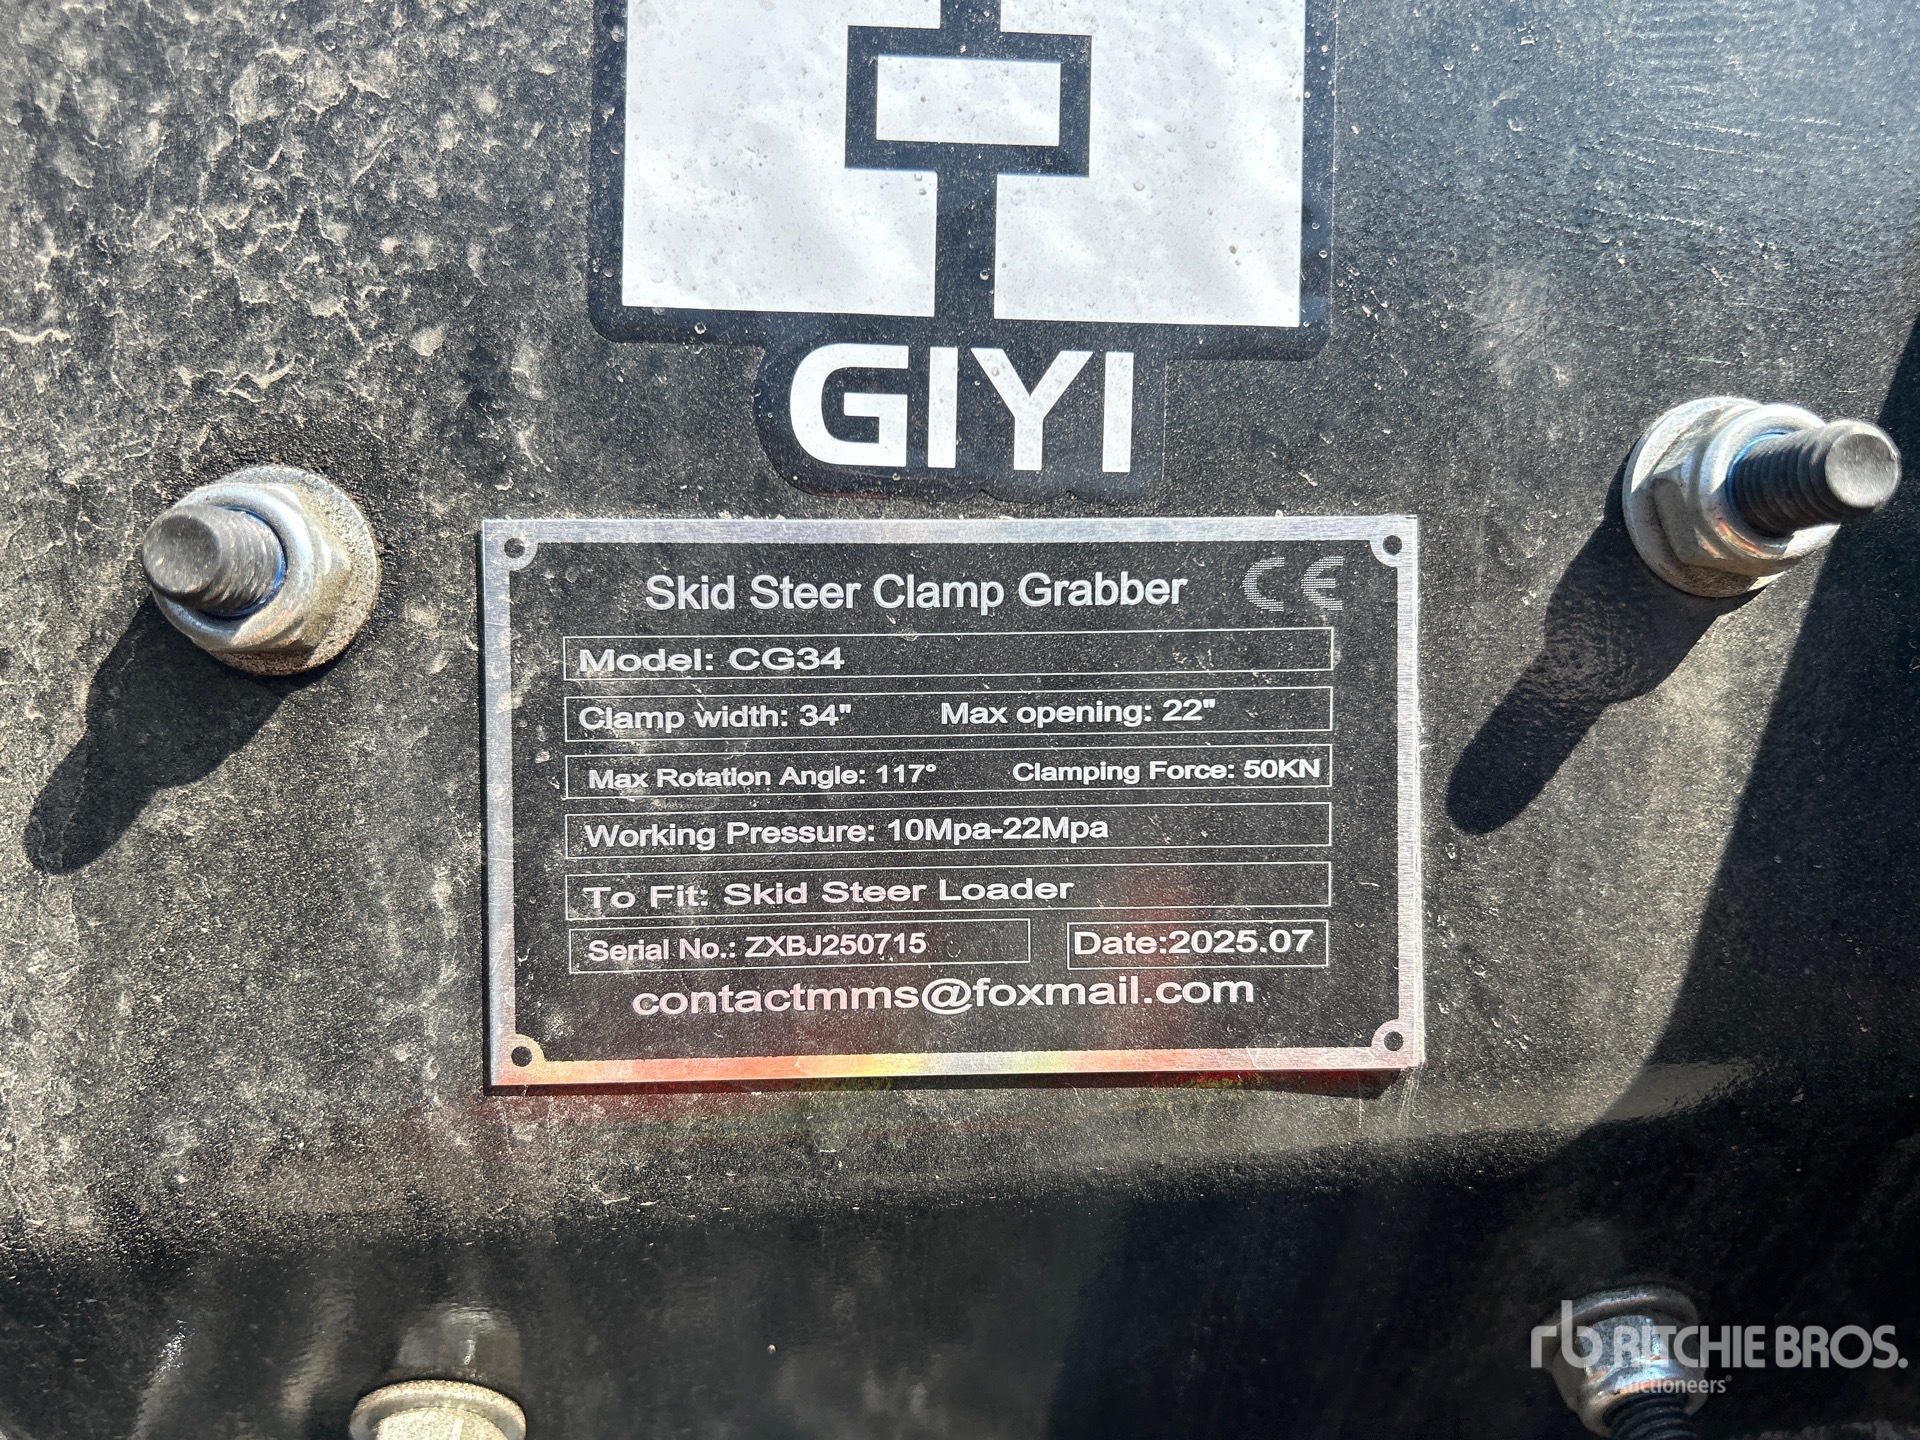 GIYI
Skid Steer Clamp Grabber CE
Model: CG34
Clamp width: 34" Max opening: 22"
Max Rotation Angle: 117° Clamping Force: 50KN
Working Pressure: 10Mpa-22Mpa
To Fit: Skid Steer Loader
Serial No.: ZXBJ250715 Date:2025.07
contactmms@foxmail.com
rb RITCHIE BROS.
Auctioneers®